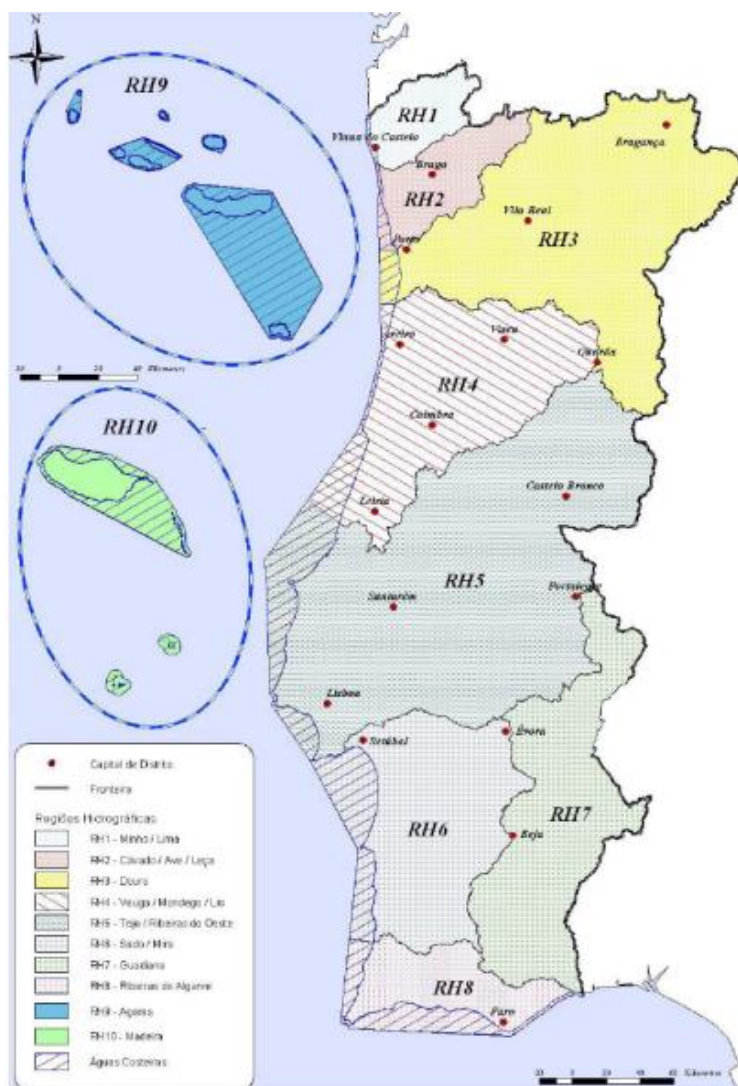 N
RH9
RH1
Viana do Castelo
Bragança
Braga
RH2
Vila Real
RH3
Porto
Aveiro
Viseu
Guarda
RH4
RH10
Coimbra
Castelo Branco
Leiria
RH5
Portalegre
Santarém
Lisboa
Setúbal
Évora
RH6
RH7
Beja
RH8
Faro
Capital de Distrito
Fronteira
Regiões Hidrográficas
RH1 - Minho / Lima
RH2 - Cávado / Ave / Leça
RH3 - Douro
RH4 - Vouga / Mondego / Lis
RH5 - Tejo / Ribeiras do Oeste
RH6 - Sado / Mira
RH7 - Guadiana
RH8 - Ribeiras do Algarve
RH9 - Açores
RH10 - Madeira
Águas Costeiras